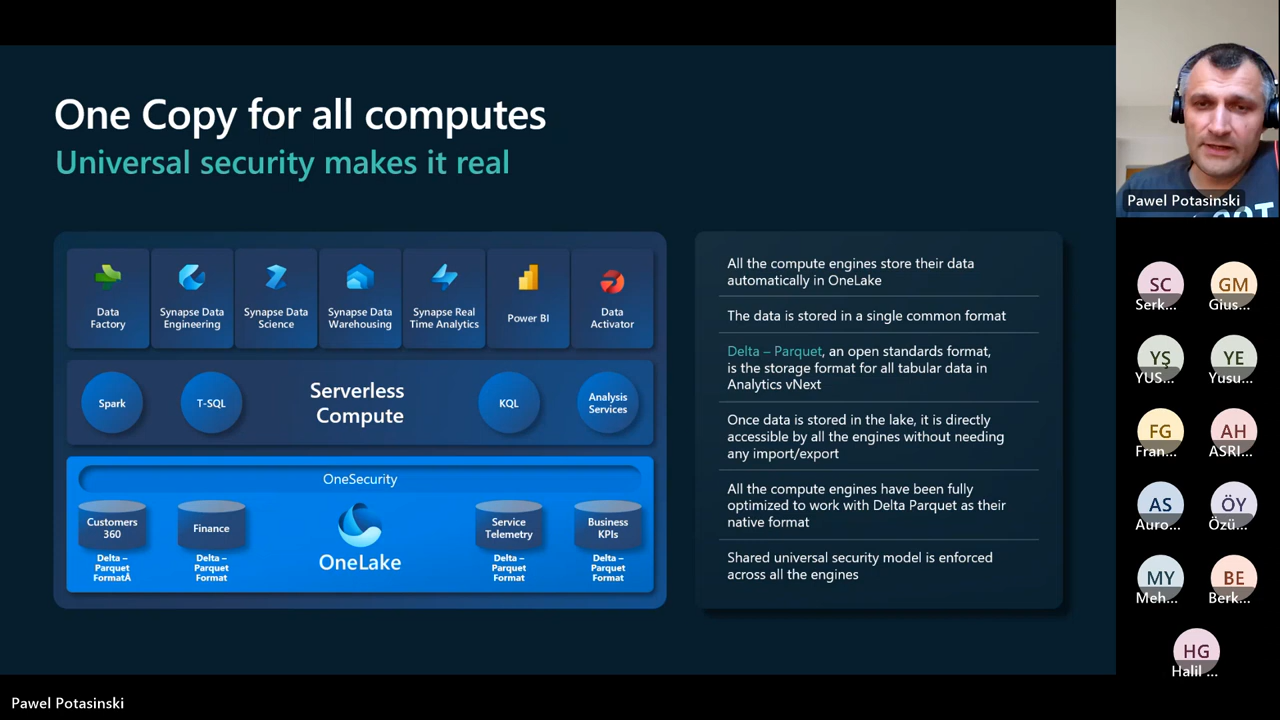 One Copy for all computes
Universal security makes it real
Data
Factory
Synapse Data
Engineering
Synapse Data
Science
Synapse Data
Warehousing
Synapse Real
Time Analytics
Power BI
Data
Activator
Spark
T-SQL
Serverless
Compute
KQL
Analysis
Services
OneSecurity
Customers
360
Delta –
Parquet
FormatÂ
Finance
Delta –
Parquet
Format
OneLake
Service
Telemetry
Delta –
Parquet
Format
Business
KPIs
Delta –
Parquet
Format
All the compute engines store their data
automatically in OneLake
The data is stored in a single common format
Delta – Parquet, an open standards format,
is the storage format for all tabular data in
Analytics vNext
Once data is stored in the lake, it is directly
accessible by all the engines without needing
any import/export
All the compute engines have been fully
optimized to work with Delta Parquet as their
native format
Shared universal security model is enforced
across all the engines
Pawel Potasinski
SC
Serk...
GM
Gius...
YŞ
YUS...
YE
Yusu...
FG
Fran...
AH
ASRI...
AS
Auro...
ÖY
Özü...
MY
Meh...
BE
Berk...
HG
Halil ...
Pawel Potasinski